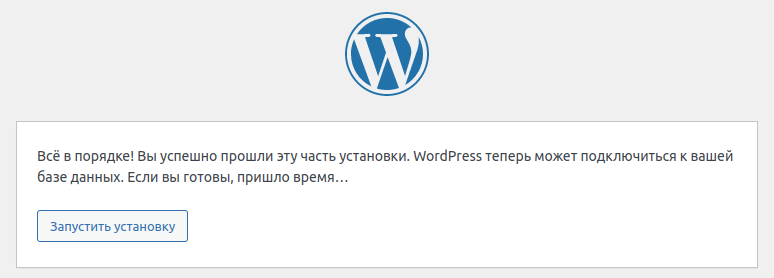 Всё в порядке! Вы успешно прошли эту часть установки. WordPress теперь может подключиться к вашей
базе данных. Если вы готовы, пришло время…
Запустить установку